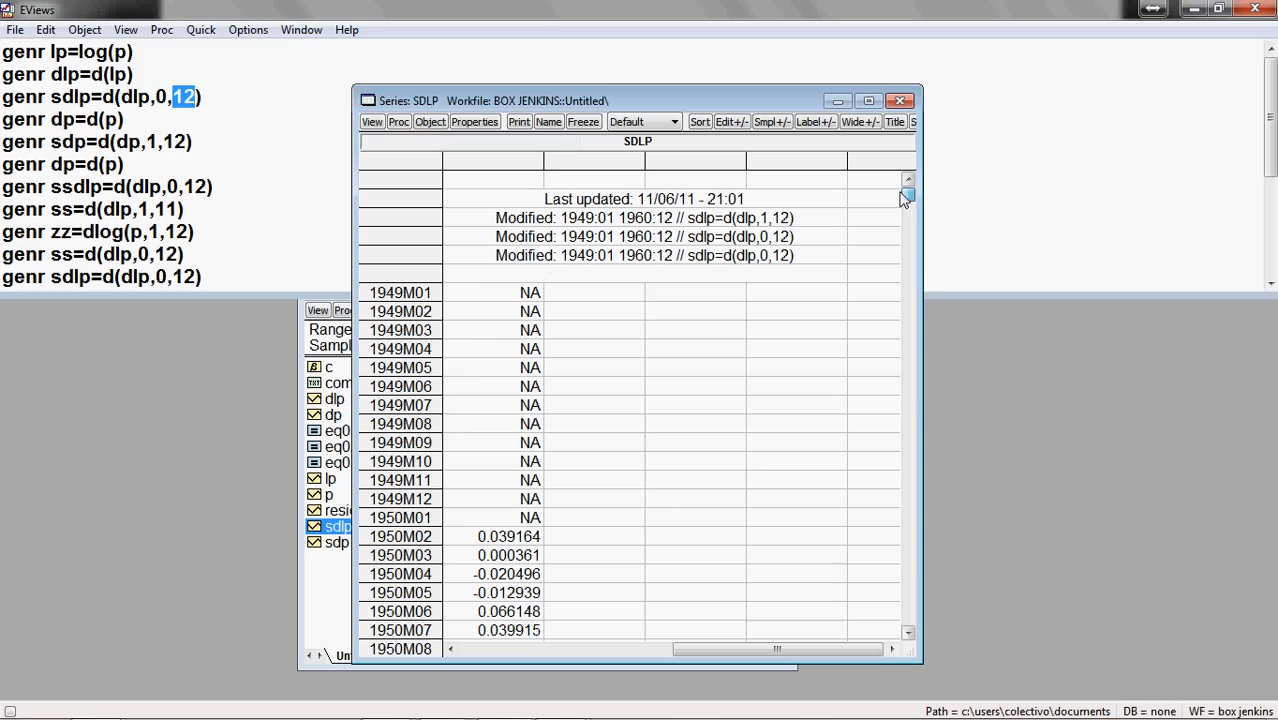 EViews
File Edit Object View Proc Quick Options Window Help
genr lp=log(p)
genr dlp=d(lp)
genr sdlp=d(dlp,0,12)
genr dp=d(p)
genr sdp=d(dp,1,12)
genr dp=d(p)
genr ssdlp=d(dlp,0,12)
genr ss=d(dlp,1,11)
genr zz=dlog(p,1,12)
genr ss=d(dlp,0,12)
genr sdlp=d(dlp,0,12)
View Pro
Range
Sampl
c
com
dlp
dp
eq0
eq0
eq0
lp
p
resi
sdlp
sdp
Un
Series: SDLP Workfile: BOX JENKINS::Untitled\
View Proc Object Properties Print Name Freeze Default Sort Edit+/- Smpl+/- Label+/- Wide+/- Title S
SDLP
Last updated: 11/06/11 - 21:01
Modified: 1949:01 1960:12 // sdlp=d(dlp,1,12)
Modified: 1949:01 1960:12 // sdlp=d(dlp,0,12)
Modified: 1949:01 1960:12 // sdlp=d(dlp,0,12)
1949M01 NA
1949M02 NA
1949M03 NA
1949M04 NA
1949M05 NA
1949M06 NA
1949M07 NA
1949M08 NA
1949M09 NA
1949M10 NA
1949M11 NA
1949M12 NA
1950M01 NA
1950M02 0.039164
1950M03 0.000361
1950M04 -0.020496
1950M05 -0.012939
1950M06 0.066148
1950M07 0.039915
1950M08
Path = c:\users\colectivo\documents DB = none WF = box jenkins